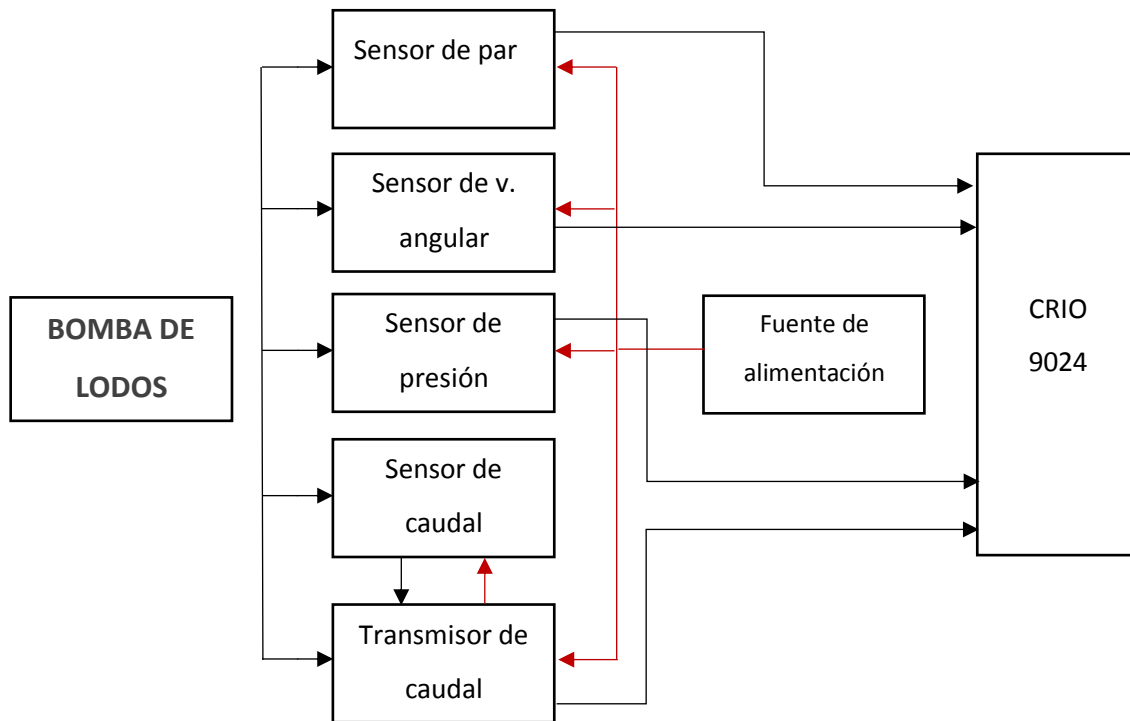 Sensor de par
Sensor de v.
angular
BOMBA DE
LODOS
Sensor de
presión
Fuente de
alimentación
CRIO
9024
Sensor de
caudal
Transmisor de
caudal